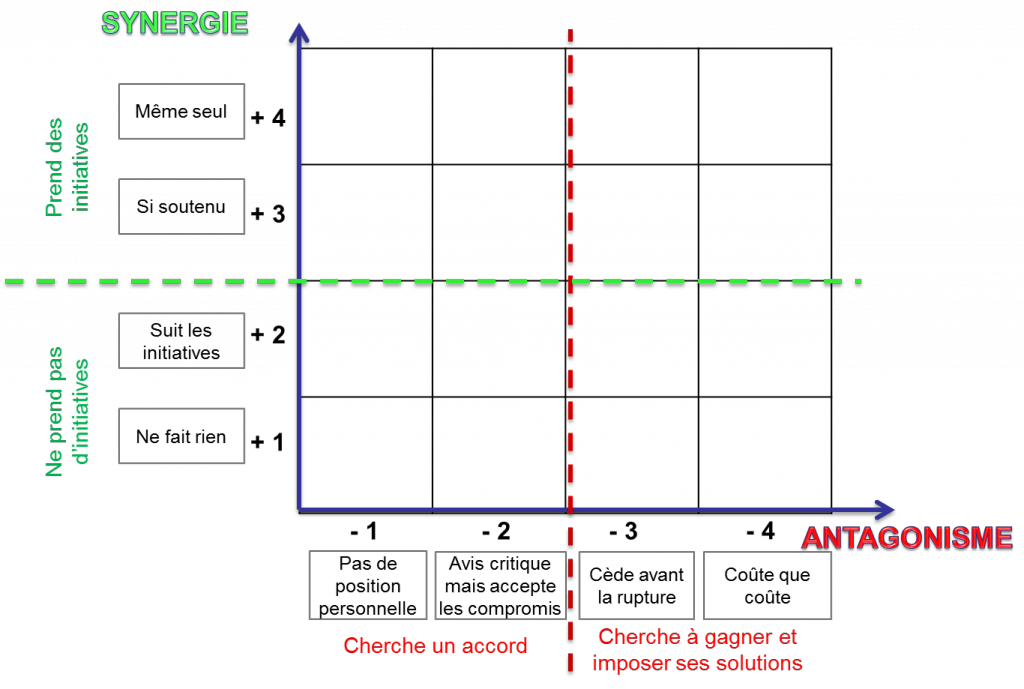 SYNERGIE
Prend des
initiatives
Même seul
+ 4
Si soutenu
+ 3
Ne prend pas
d'initiatives
Suit les
initiatives
+ 2
Ne fait rien
+ 1
- 1
- 2
- 3
- 4
ANTAGONISME
Pas de
position
personnelle
Avis critique
mais accepte
les compromis
Cède avant
la rupture
Coûte que
coûte
Cherche un accord
Cherche à gagner et
imposer ses solutions